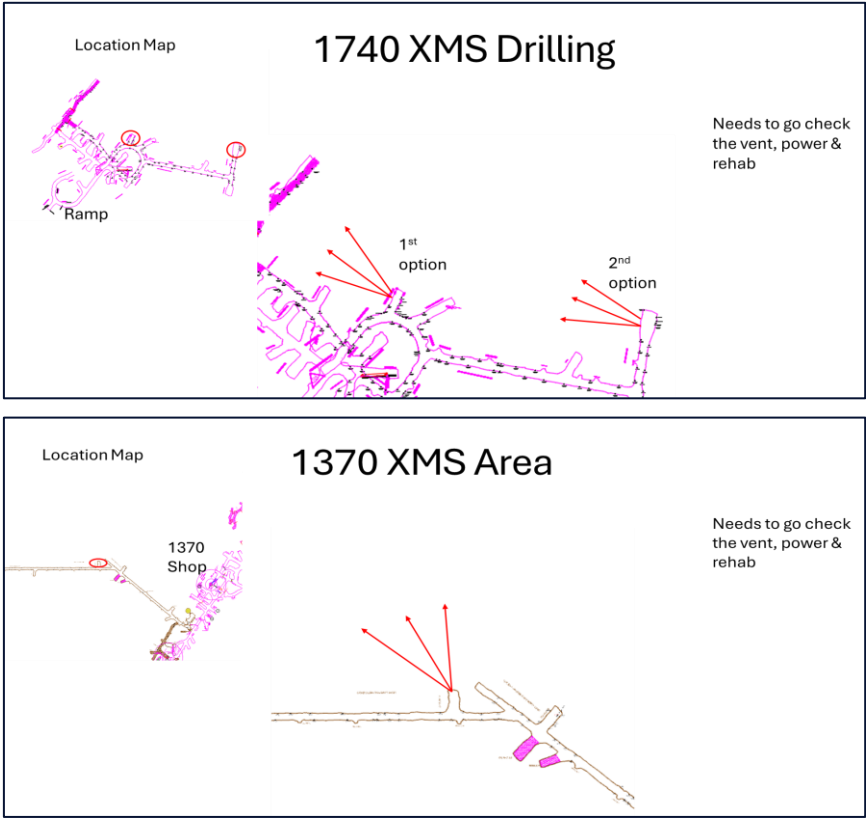 Location Map
1740 XMS Drilling
Needs to go check
the vent, power &
rehab
Ramp
1st
option
2nd
option
Location Map
1370 XMS Area
Needs to go check
the vent, power &
rehab
1370
Shop